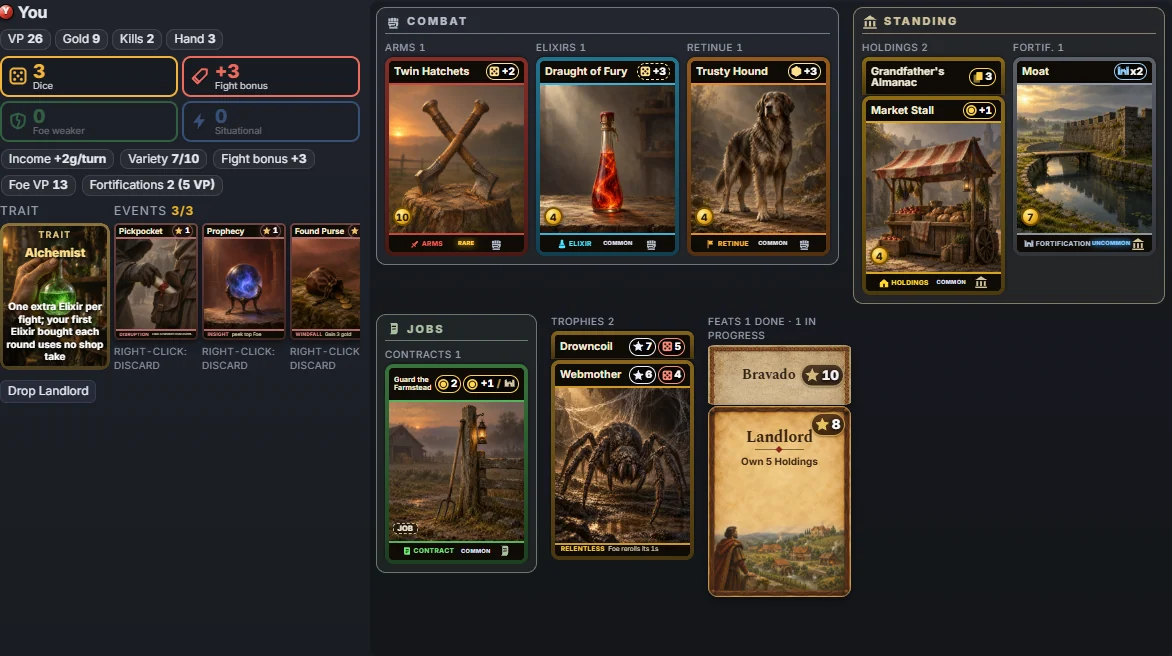 You
VP 26 Gold 9 Kills 2 Hand 3
3 Dice
+3 Fight bonus
0 Foe weaker
0 Situational
Income +2g/turn Variety 7/10 Fight bonus +3
Foe VP 13 Fortifications 2 (5 VP)
TRAIT
TRAIT
Alchemist
One extra Elixir per
fight; your first
Elixir bought each
round uses no shop
take
Drop Landlord
EVENTS 3/3
Pickpocket 1
DISRUPTION
RIGHT-CLICK:
DISCARD
Prophecy 1
INSIGHT peek top Foe
RIGHT-CLICK:
DISCARD
Found Purse
WINDFALL Gain 3 gold
RIGHT-CLICK
DISCARD
COMBAT
ARMS 1
Twin Hatchets +2
10
ARMS RARE
ELIXIRS 1
Draught of Fury +3
4
ELIXIR COMMON
RETINUE 1
Trusty Hound +3
4
RETINUE COMMON
STANDING
HOLDINGS 2
Grandfather's
Almanac 3
Market Stall +1
4
HOLDINGS COMMON
FORTIF. 1
Moat x2
7
FORTIFICATION UNCOMMON
JOBS
CONTRACTS 1
Guard the
Farmstead 2 +1 /
JOB
CONTRACT COMMON
TROPHIES 2
Drowncoil 7 5
Webmother 6 4
RELENTLESS Foe rerolls its 1s
FEATS 1 DONE · 1 IN
PROGRESS
Bravado 10
8
Landlord
Own 5 Holdings